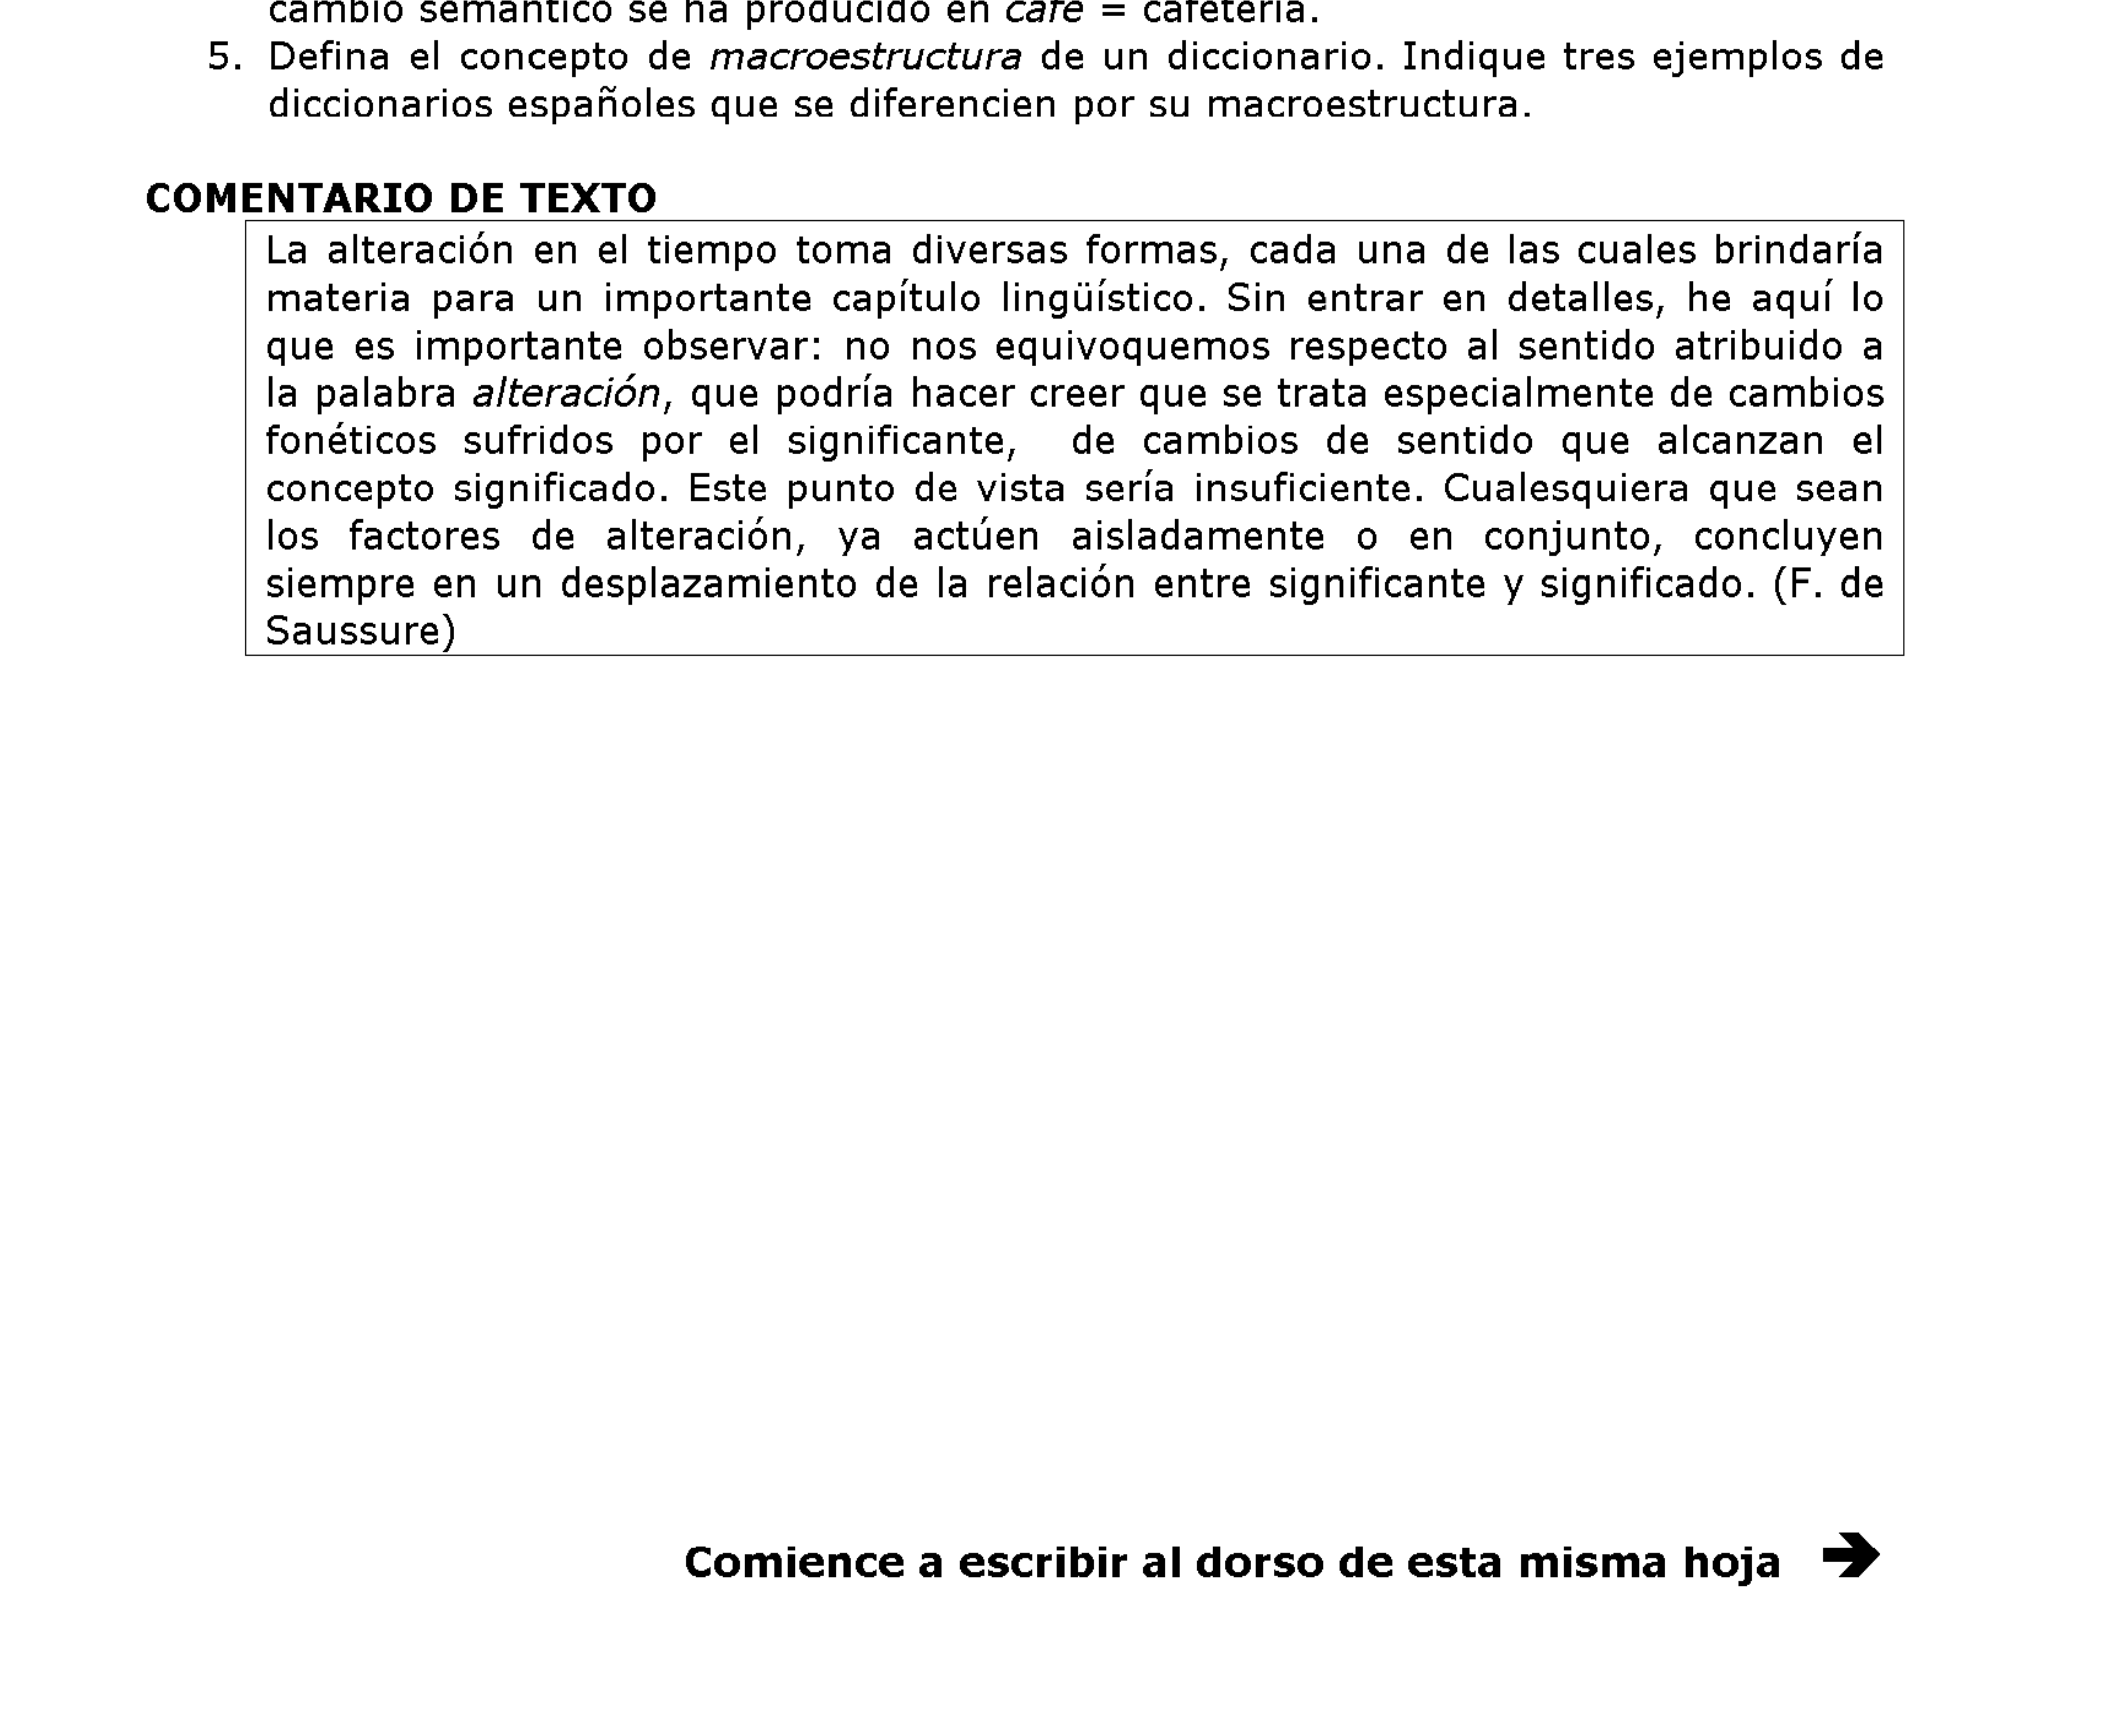 cambio semántico se ha producido en café = cafetería.
5. Defina el concepto de macroestructura de un diccionario. Indique tres ejemplos de
diccionarios españoles que se diferencien por su macroestructura.
COMENTARIO DE TEXTO
La alteración en el tiempo toma diversas formas, cada una de las cuales brindaría
materia para un importante capítulo lingüístico. Sin entrar en detalles, he aquí lo
que es importante observar: no nos equivoquemos respecto al sentido atribuido a
la palabra alteración, que podría hacer creer que se trata especialmente de cambios
fonéticos sufridos por el significante, de cambios de sentido que alcanzan el
concepto significado. Este punto de vista sería insuficiente. Cualesquiera que sean
los factores de alteración, ya actúen aisladamente o en conjunto, concluyen
siempre en un desplazamiento de la relación entre significante y significado. (F. de
Saussure)
Comience a escribir al dorso de esta misma hoja →